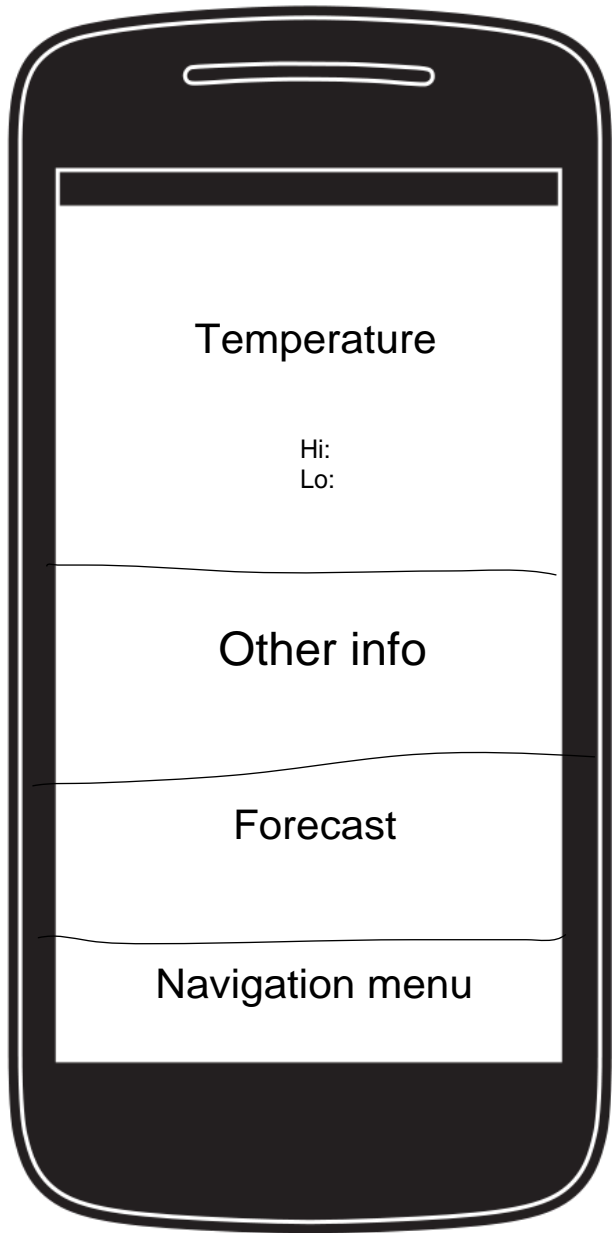 Temperature
Hi:
Lo:
Other info
Forecast
Navigation menu